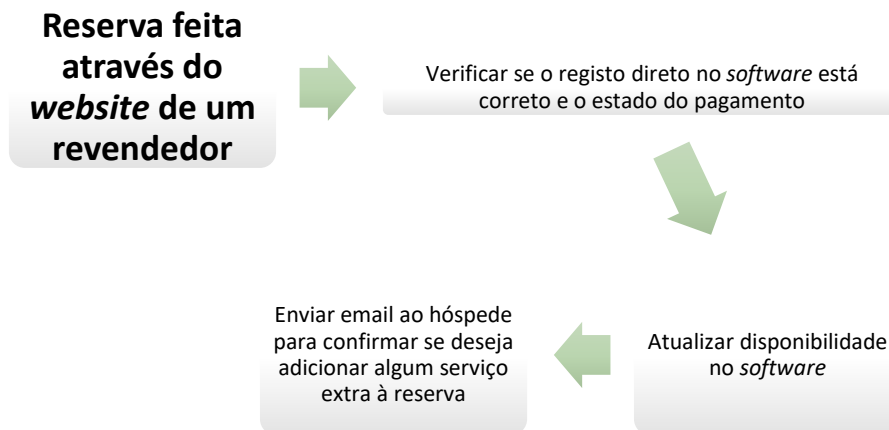 Reserva feita
através do
website de um
revendedor
Verificar se o registo direto no software está
correto e o estado do pagamento
Atualizar disponibilidade
no software
Enviar email ao hóspede
para confirmar se deseja
adicionar algum serviço
extra à reserva